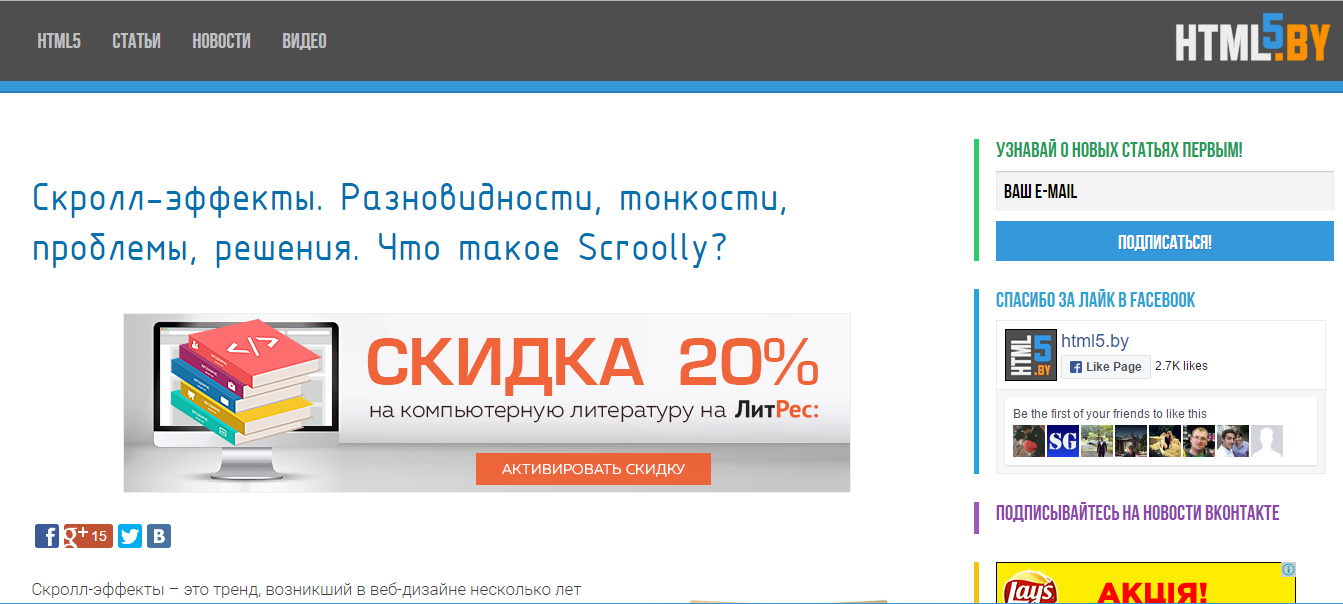 HTML5 СТАТЬИ НОВОСТИ ВИДЕО
HTML5.BY
Скролл-эффекты. Разновидности, тонкости,
проблемы, решения. Что такое Scroolly?
</>
СКИДКА 20%
на компьютерную литературу на ЛитРес:
АКТИВИРОВАТЬ СКИДКУ
f g+ 15 B
Скролл-эффекты – это тренд, возникший в веб-дизайне несколько лет
УЗНАВАЙ О НОВЫХ СТАТЬЯХ ПЕРВЫМ!
ВАШ E-MAIL
ПОДПИСАТЬСЯ!
СПАСИБО ЗА ЛАЙК В FACEBOOK
HTML5.BY
html5.by
Like Page 2.7K likes
Be the first of your friends to like this
SG
ПОДПИСЫВАЙТЕСЬ НА НОВОСТИ ВКОНТАКТЕ
Lay's АКЦІЯ!